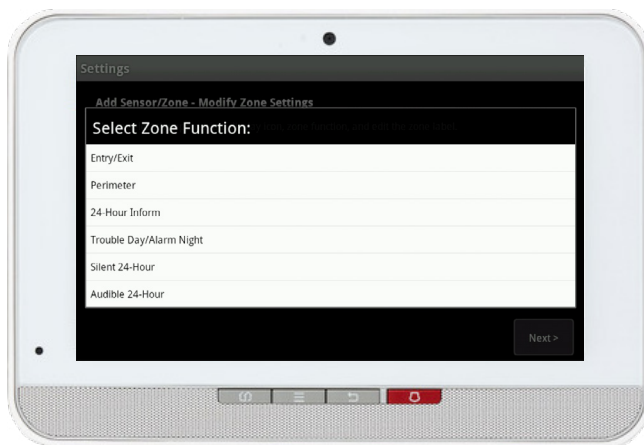 Settings
Add Sensor/Zone - Modify Zone Settings
Select Zone Function:
Entry/Exit
Perimeter
24-Hour Inform
Trouble Day/Alarm Night
Silent 24-Hour
Audible 24-Hour
Next >